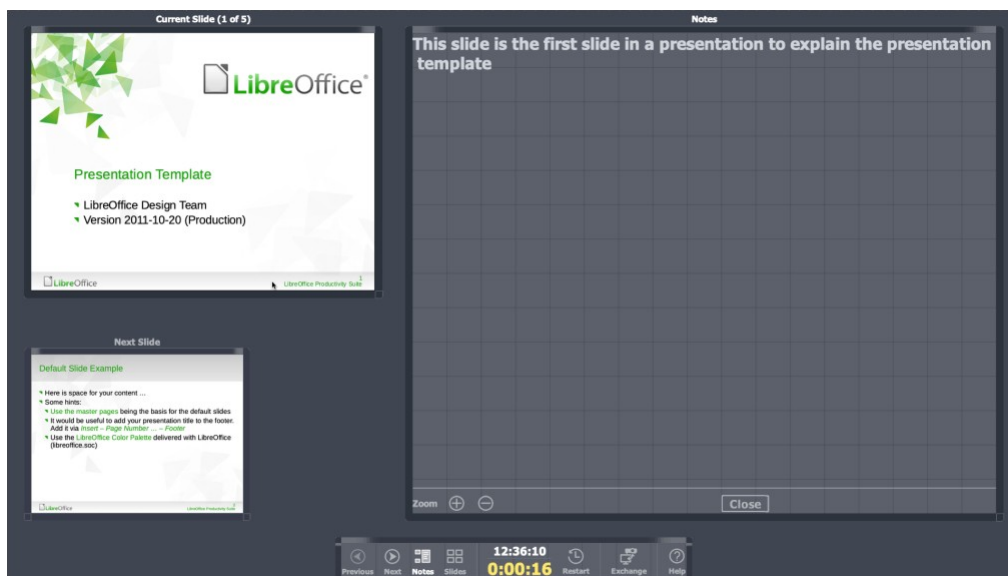 Current Slide (1 of 5)
LibreOffice®
Presentation Template
LibreOffice Design Team
Version 2011-10-20 (Production)
LibreOffice
1
LibreOffice Productivity Suite
Next Slide
Default Slide Example
Here is space for your content ...
Some hints:
Use the master pages being the basis for the default slides
It would be useful to add your presentation title to the footer.
Add it via Insert – Page Number ... – Footer
Use the LibreOffice Color Palette delivered with LibreOffice
(libreoffice.soc)
LibreOffice
LibreOffice Productivity Suite
Notes
This slide is the first slide in a presentation to explain the presentation
template
Zoom
Close
Previous
Next
Notes
Slides
12:36:10
0:00:16
Restart
Exchange
Help